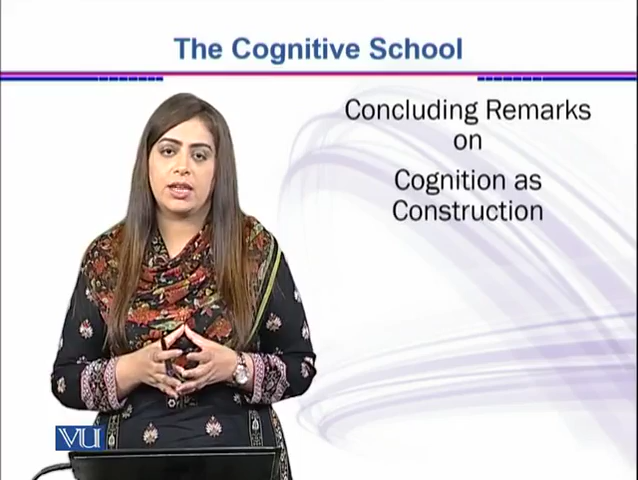 The Cognitive School
Concluding Remarks
on
Cognition as
Construction
VU